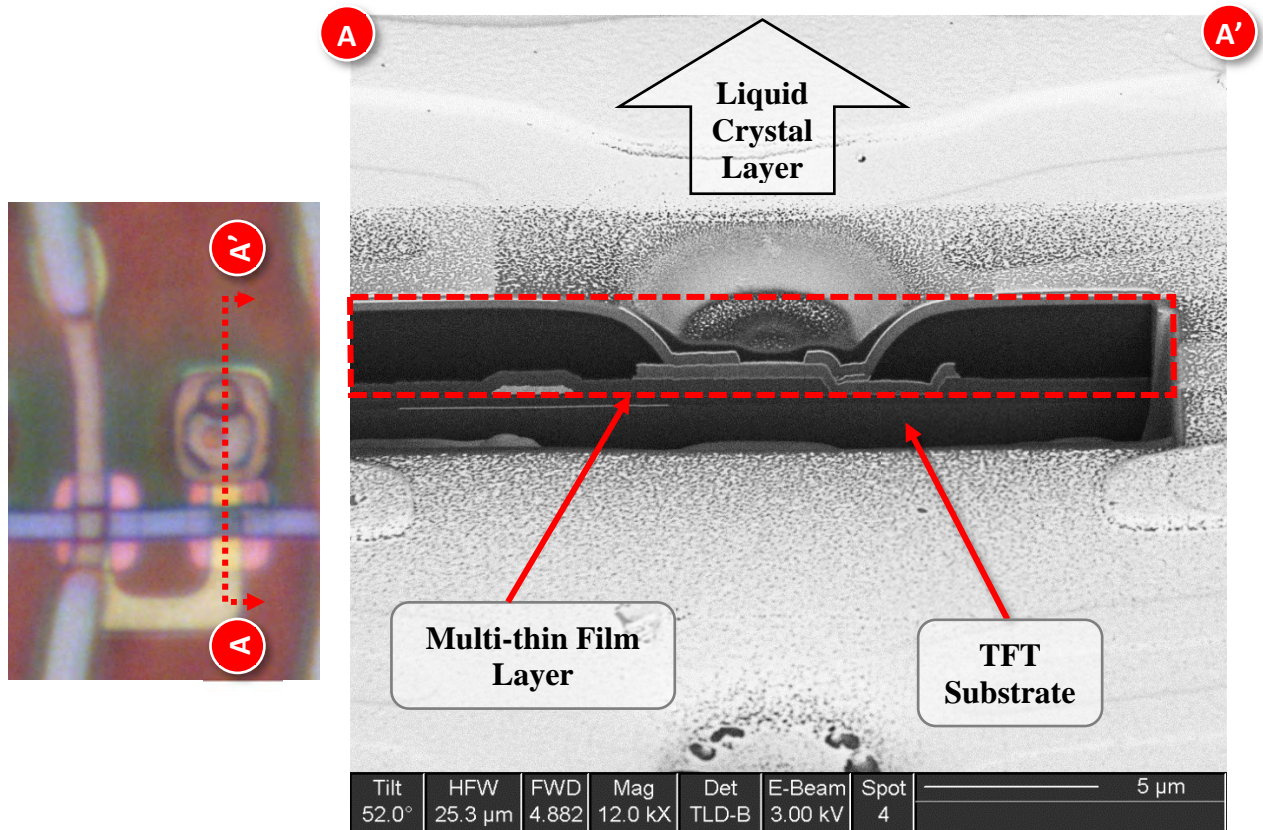 A
A'
Liquid
Crystal
Layer
A'
A
Multi-thin Film
Layer
TFT
Substrate
Tilt HFW FWD Mag Det E-Beam Spot
52.0° 25.3 µm 4.882 12.0 kX TLD-B 3.00 kV 4 5 µm